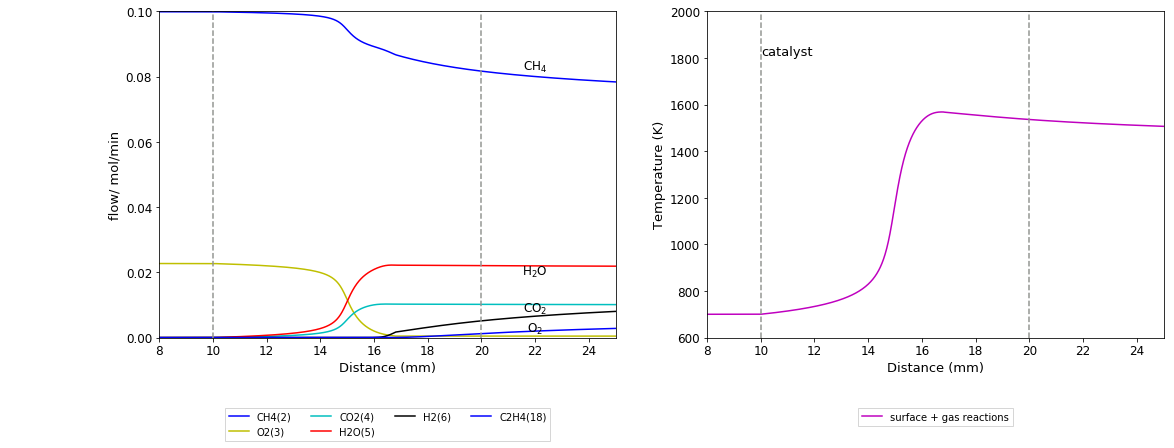 0.10
0.08
0.06
0.04
0.02
0.00
flow/ mol/min
CH₄
H₂O
CO₂
O₂
8 10 12 14 16 18 20 22 24
Distance (mm)
CH4(2) CO2(4) H2(6) C2H4(18)
O2(3) H2O(5)
2000
1800
1600
1400
1200
1000
800
600
Temperature (K)
catalyst
8 10 12 14 16 18 20 22 24
Distance (mm)
surface + gas reactions